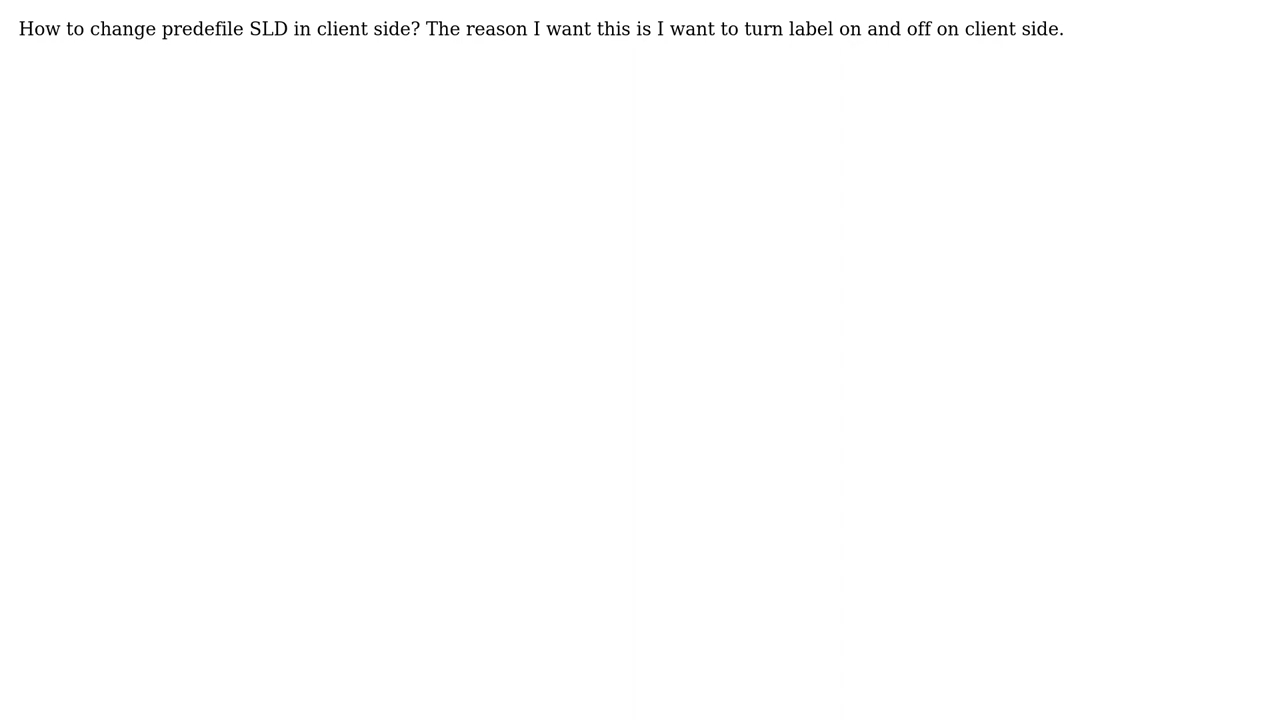 How to change predefile SLD in client side? The reason I want this is I want to turn label on and off on client side.